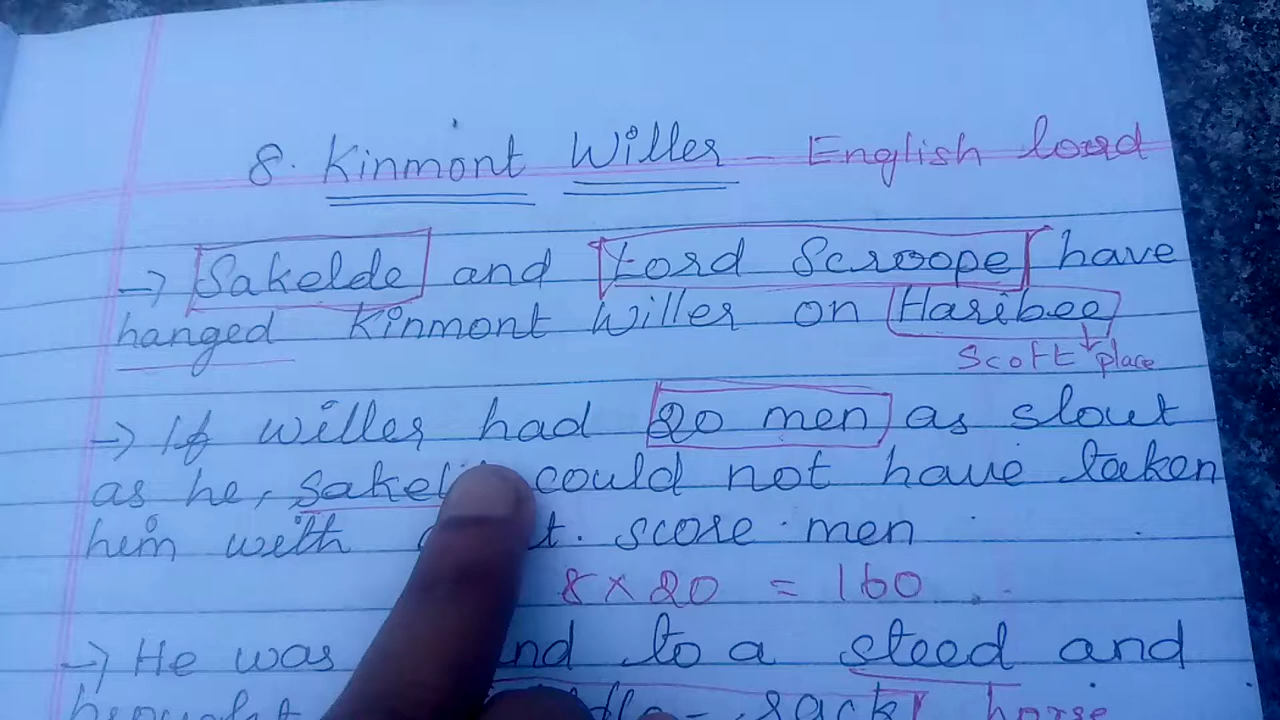 8. Kinmont Willer - English lord
→ Sakelde and Lord Scroope have
hanged Kinmont Willer on Haribee
Scott place
→ If Willer had 20 men as stout
as he, could not have taken
him with score men
8 x 20 = 160
→ He was to a steed and
horse